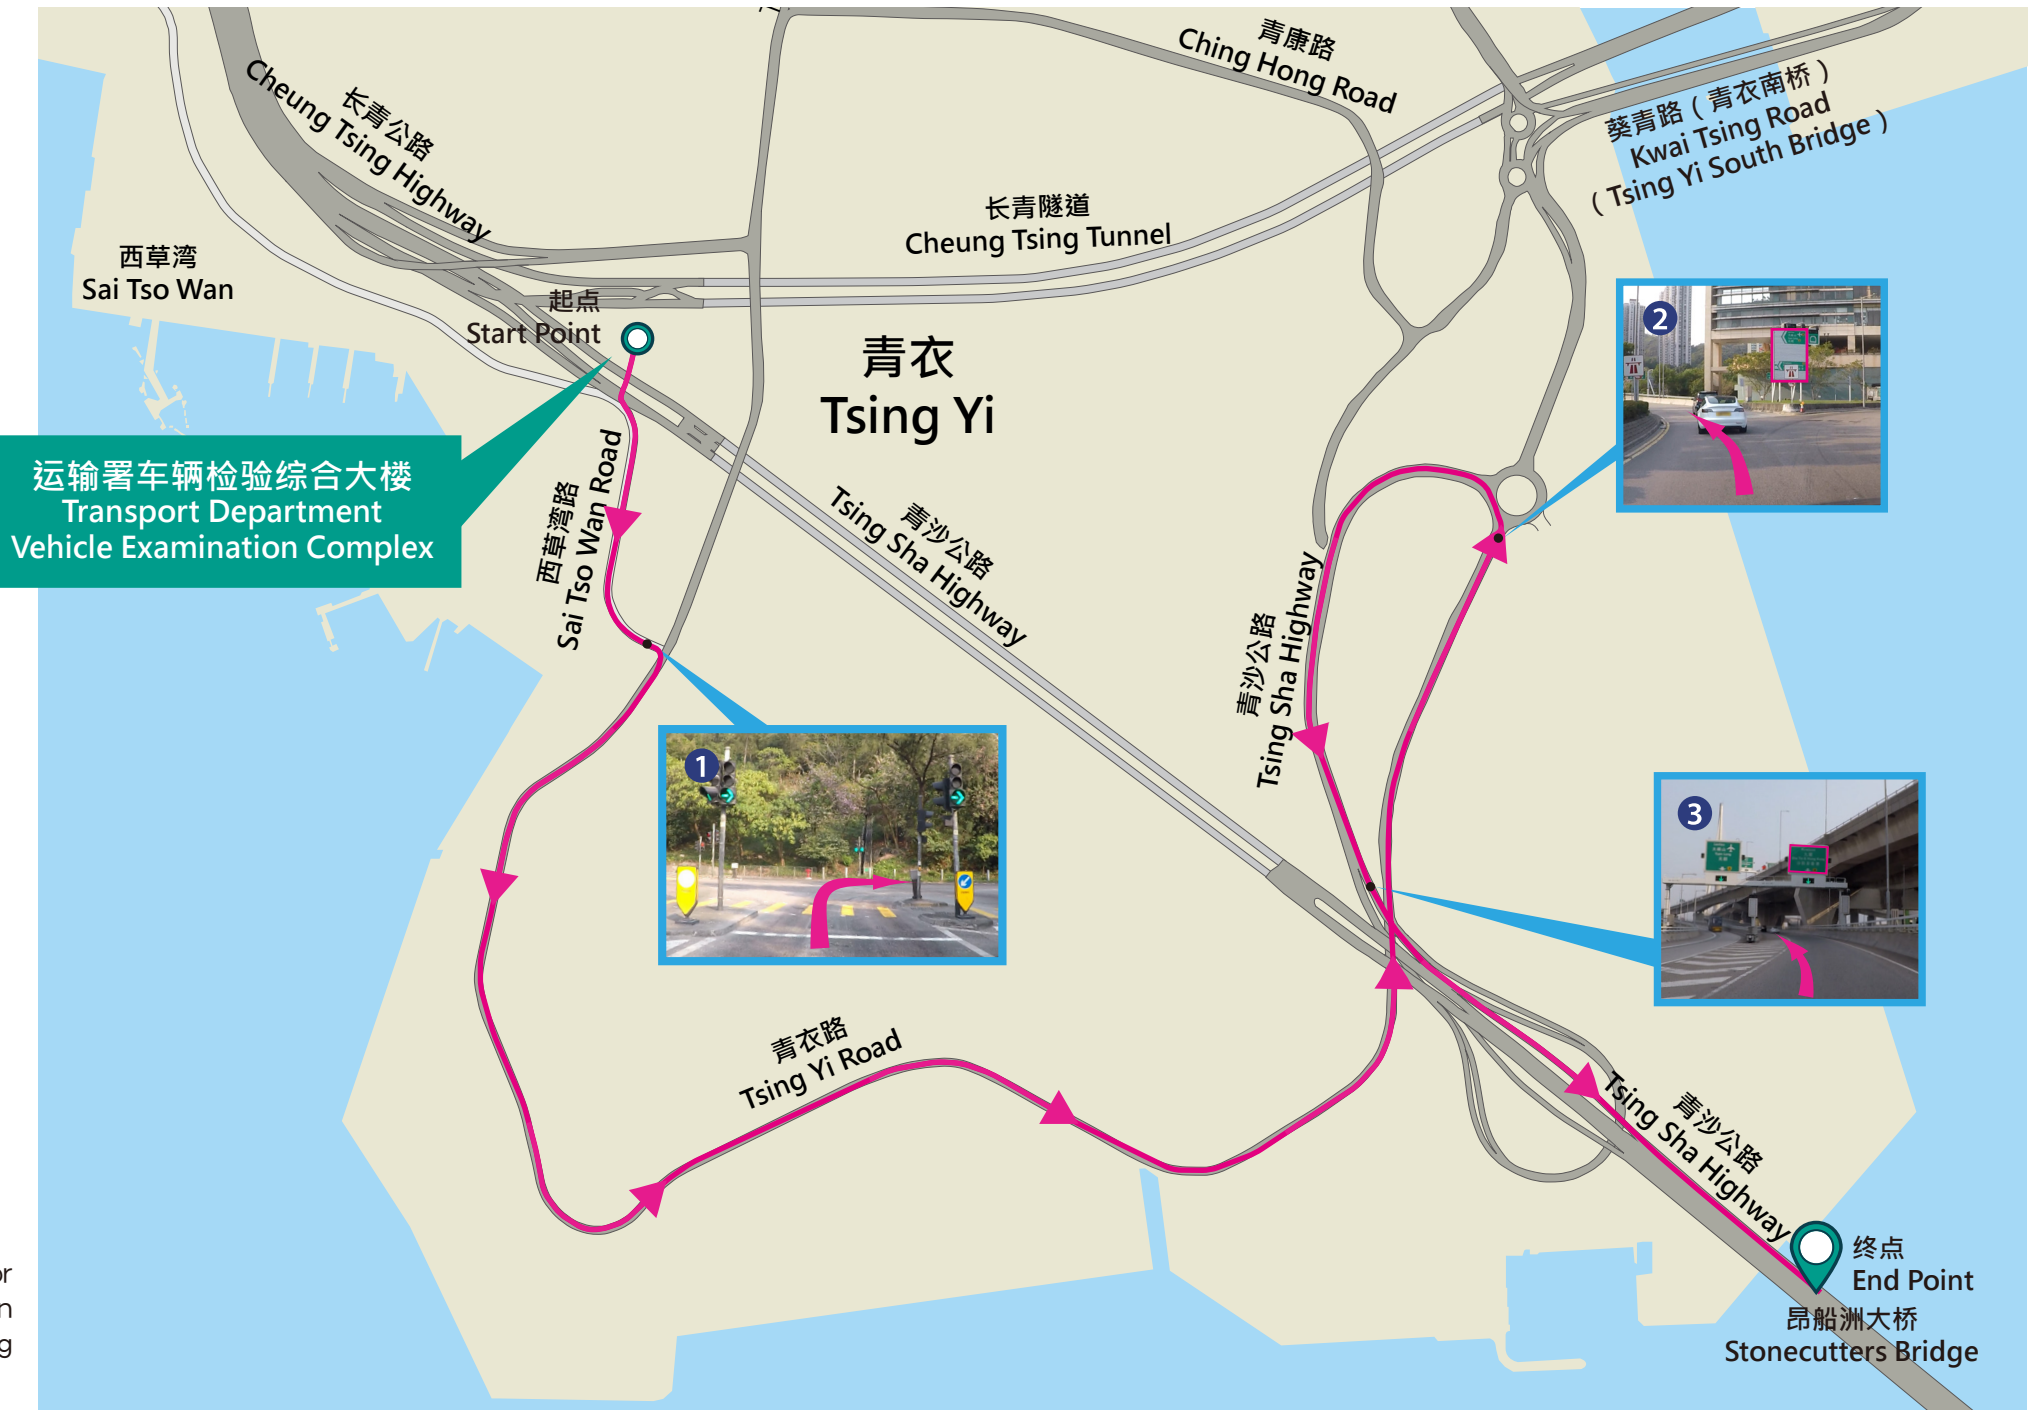 青康路
Ching Hong Road
长青公路
Cheung Tsing Highway
葵青路（青衣南桥）
Kwai Tsing Road
（Tsing Yi South Bridge）
长青隧道
Cheung Tsing Tunnel
西草湾
Sai Tso Wan
起点
Start Point
青衣
Tsing Yi
2
运输署车辆检验综合大楼
Transport Department
Vehicle Examination Complex
西草湾路
Sai Tso Wan Road
青沙公路
Tsing Sha Highway
青沙公路
Tsing Sha Highway
1
3
青衣路
Tsing Yi Road
青沙公路
Tsing Sha Highway
终点
End Point
昂船洲大桥
Stonecutters Bridge
or
n
g